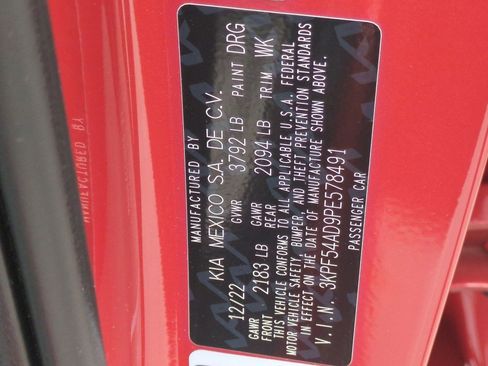 MANUFACTURED BY
KIA MEXICO S.A. DE C.V.
12/22 GVWR 3792 LB PAINT DRG
GAWR FRONT 2183 LB GAWR REAR 2094 LB TRIM WK
THIS VEHICLE CONFORMS TO ALL APPLICABLE U.S.A. FEDERAL
MOTOR VEHICLE SAFETY, BUMPER, AND THEFT PREVENTION STANDARDS
IN EFFECT ON THE DATE OF MANUFACTURE SHOWN ABOVE.
V.I.N. 3KPF54AD9PE578491
PASSENGER CAR
MANUFACTURED BY